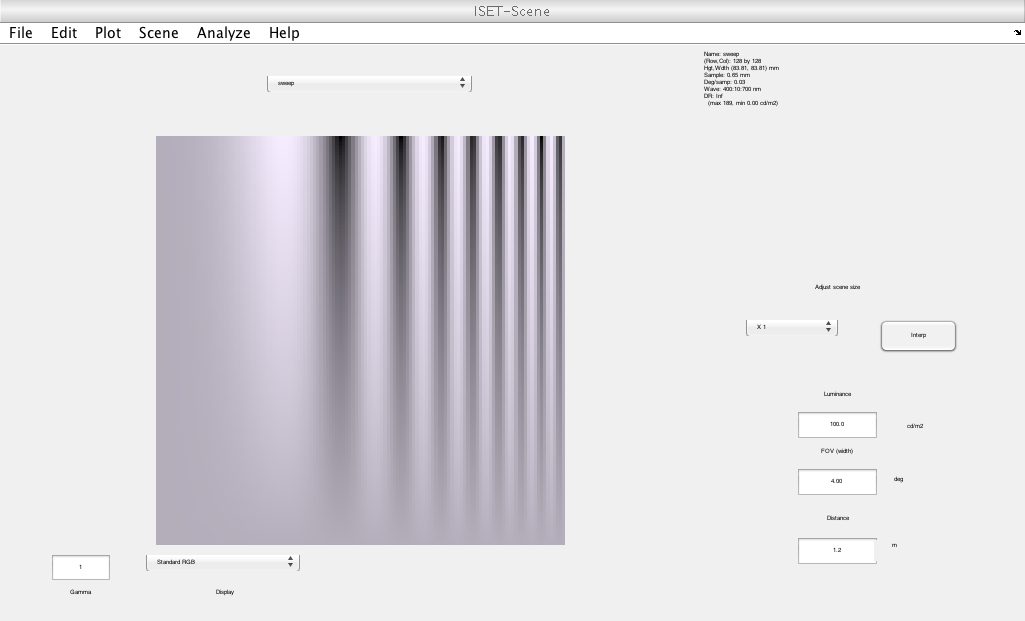 ISET-Scene
File Edit Plot Scene Analyze Help
sweep
Name: sweep
(Row,Col): 128 by 128
Hgt,Wdth (83.81, 83.81) mm
Sample: 0.65 mm
Deg/samp: 0.03
Wave: 400:10:700 nm
DR: Inf
(max 189, min 0.00 cd/m2)
Adjust scene size
X 1
Interp
Luminance
100.0 cd/m2
FOV (width)
4.00 deg
Distance
1.2 m
1
Standard RGB
Gamma
Display